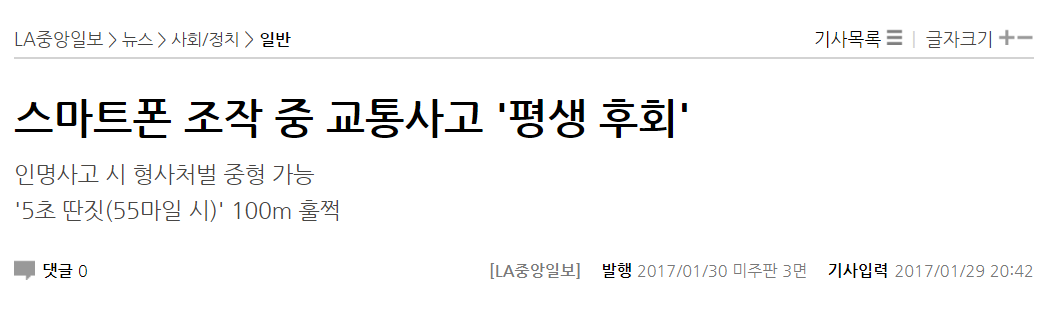 LA중앙일보 > 뉴스 > 사회/정치 > 일반 기사목록 | 글자크기
스마트폰 조작 중 교통사고 '평생 후회'
인명사고 시 형사처벌 중형 가능
'5초 딴짓(55마일 시)' 100m 훌쩍
댓글 0 [LA중앙일보] 발행 2017/01/30 미주판 3면 기사입력 2017/01/29 20:42